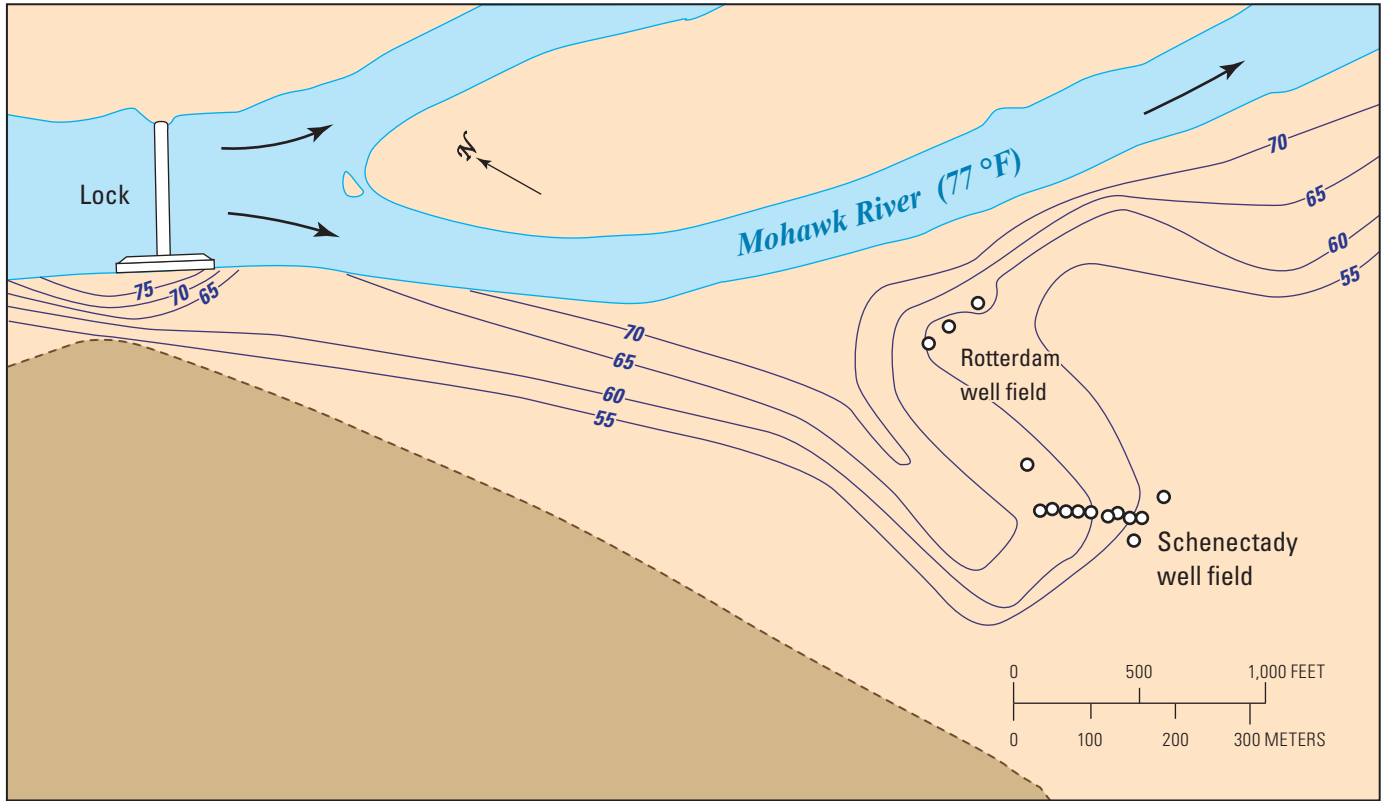 N
Lock
Mohawk River (77 °F)
70
65
60
55
75
70
65
70
65
60
55
Rotterdam
well field
Schenectady
well field
0 500 1,000 FEET
0 100 200 300 METERS